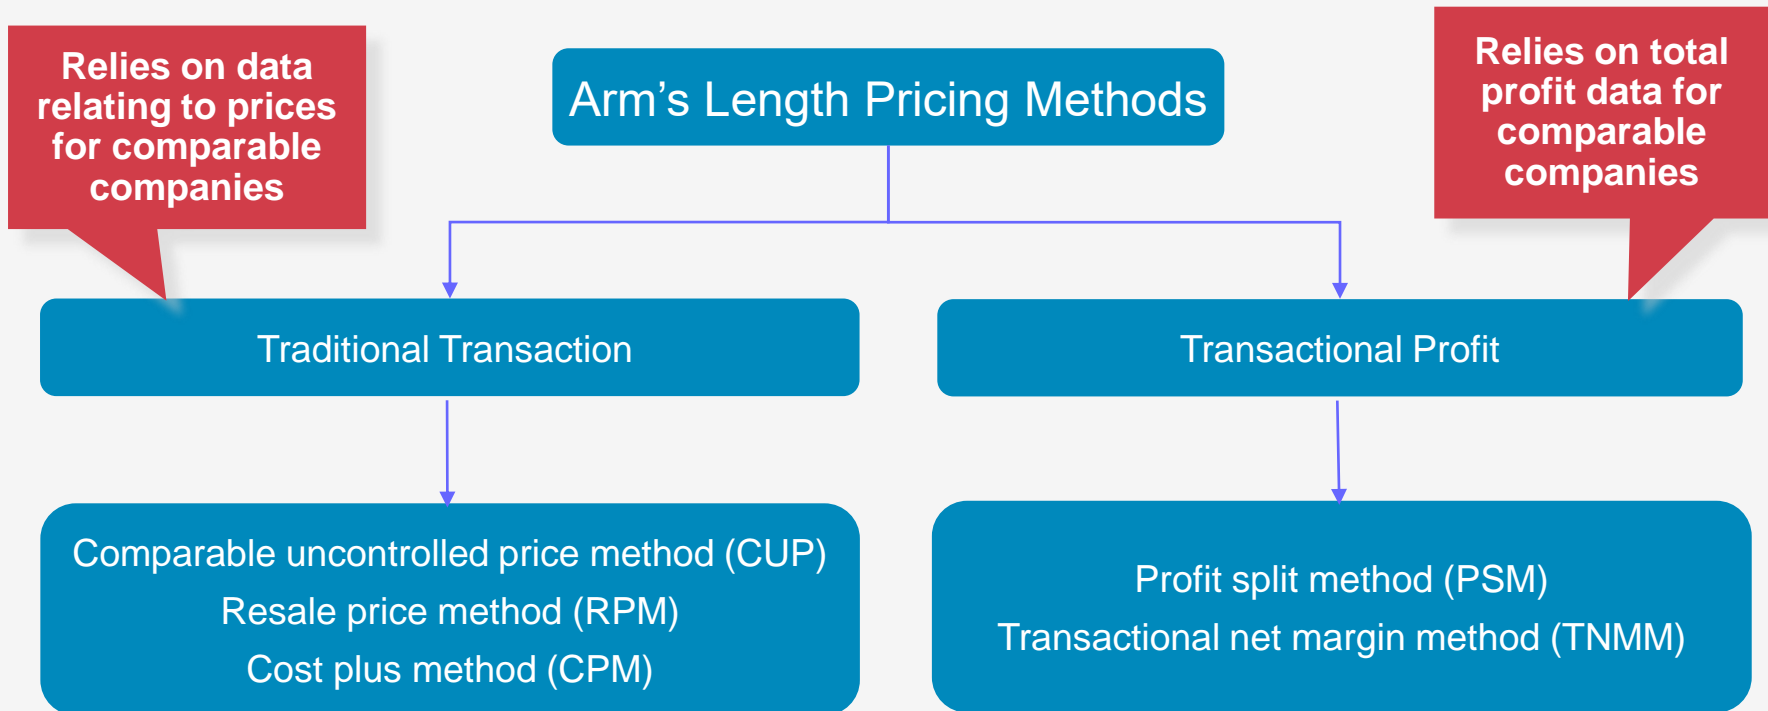 Relies on data
relating to prices
for comparable
companies
Arm's Length Pricing Methods
Relies on total
profit data for
comparable
companies
Traditional Transaction
Transactional Profit
Comparable uncontrolled price method (CUP)
Resale price method (RPM)
Cost plus method (CPM)
Profit split method (PSM)
Transactional net margin method (TNMM)